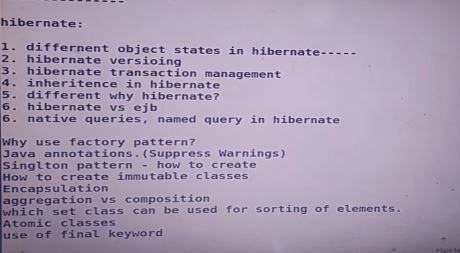 hibernate:
1. differnent object states in hibernate-----
2. hibernate versioing
3. hibernate transaction management
4. inheritence in hibernate
5. different why hibernate?
6. hibernate vs ejb
6. native queries, named query in hibernate
Why use factory pattern?
Java annotations.(Suppress Warnings)
Singlton pattern - how to create
How to create immutable classes
Encapsulation
aggregation vs composition
which set class can be used for sorting of elements.
Atomic classes
use of final keyword